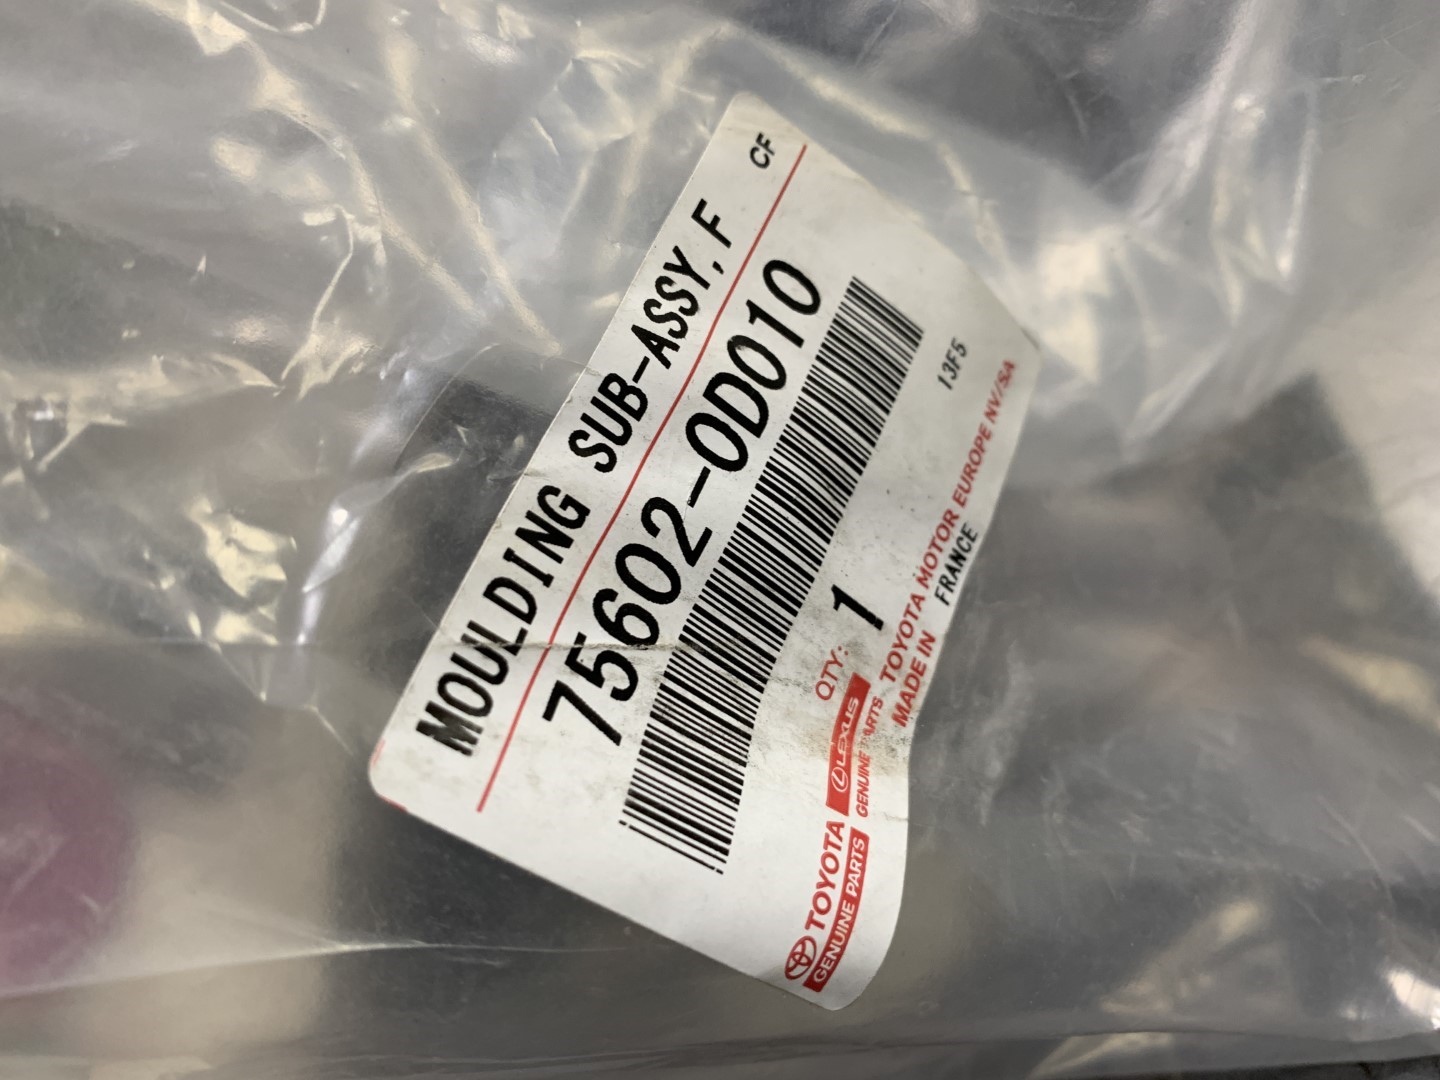 CF
MOULDING SUB-ASSY, F
75602-0D010
13F5
QTY: 1
TOYOTA
GENUINE PARTS
LEXUS
GENUINE PARTS
TOYOTA MOTOR EUROPE NV/SA
MADE IN FRANCE